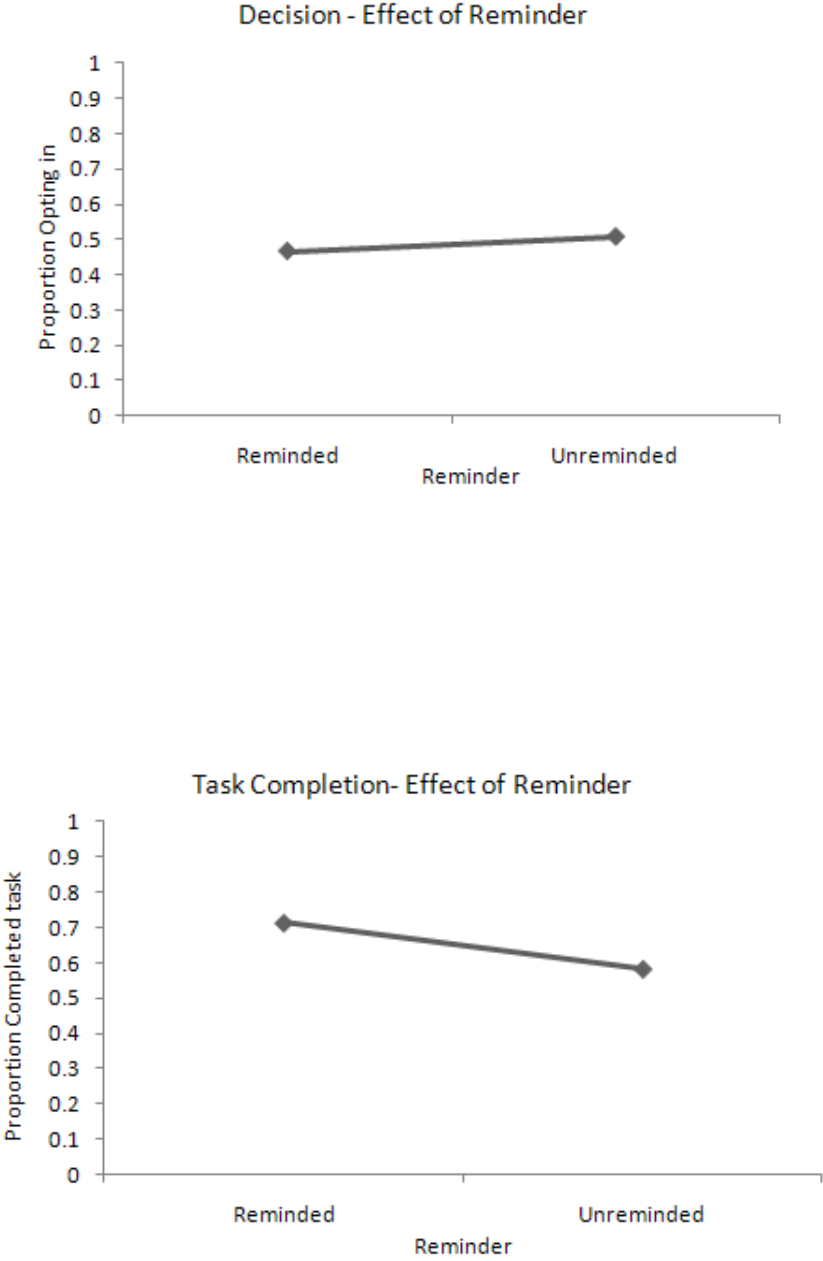 Decision - Effect of Reminder
Proportion Opting in
1
0.9
0.8
0.7
0.6
0.5
0.4
0.3
0.2
0.1
0
Reminded Unreminded
Reminder
Task Completion- Effect of Reminder
Proportion Completed task
1
0.9
0.8
0.7
0.6
0.5
0.4
0.3
0.2
0.1
0
Reminded Unreminded
Reminder